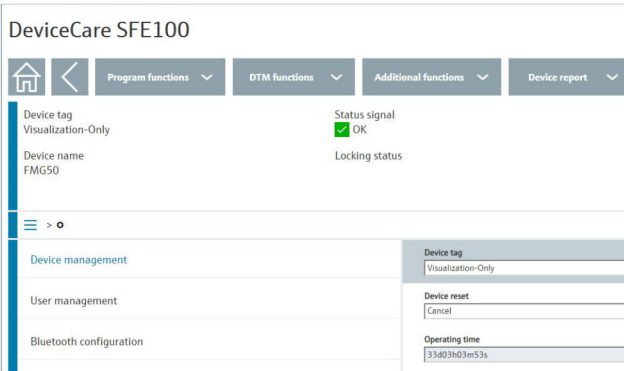 DeviceCare SFE100
Program functions
DTM functions
Additional functions
Device report
Device tag
Visualization-Only
Status signal
OK
Device name
FMG50
Locking status
>
Device management
User management
Bluetooth configuration
Device tag
Visualization-Only
Device reset
Cancel
Operating time
33d03h03m53s